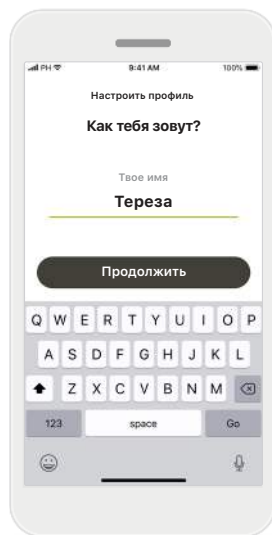 PH 9:41 AM 100%
Настроить профиль
Как тебя зовут?
Твое имя
Тереза
Продолжить
Q W E R T Y U I O P
A S D F G H J K L
Z X C V B N M
123 space Go